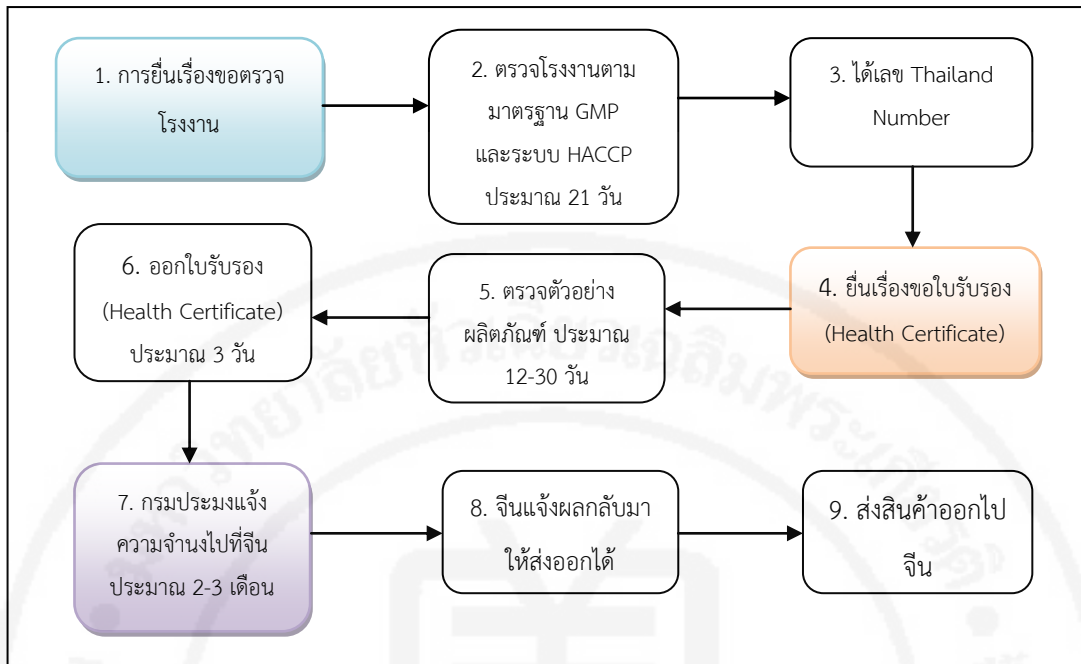 1. การยื่นเรื่องขอตรวจ
โรงงาน
2. ตรวจโรงงานตาม
มาตรฐาน GMP
และระบบ HACCP
ประมาณ 21 วัน
3. ได้เลข Thailand
Number
4. ยื่นเรื่องขอใบรับรอง
(Health Certificate)
5. ตรวจตัวอย่าง
ผลิตภัณฑ์ ประมาณ
12-30 วัน
6. ออกใบรับรอง
(Health Certificate)
ประมาณ 3 วัน
7. กรมประมงแจ้ง
ความจำนงไปที่จีน
ประมาณ 2-3 เดือน
8. จีนแจ้งผลกลับมา
ให้ส่งออกได้
9. ส่งสินค้าออกไป
จีน